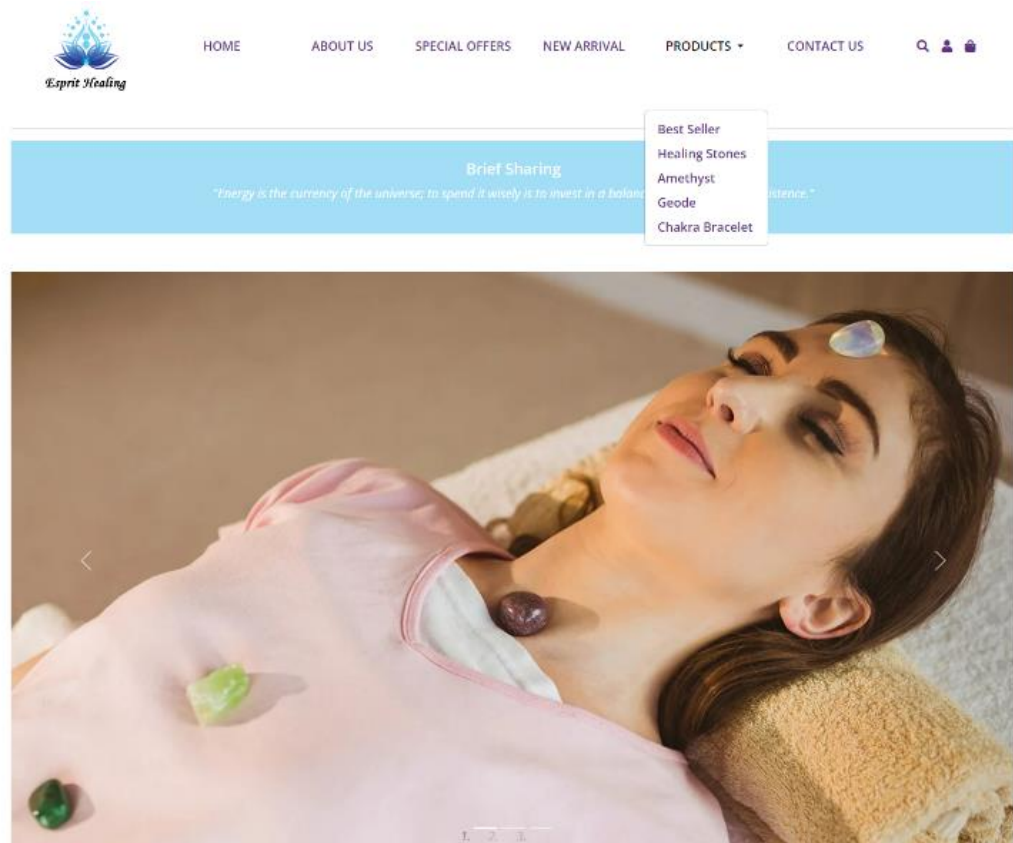 Esprit Healing
HOME ABOUT US SPECIAL OFFERS NEW ARRIVAL PRODUCTS CONTACT US
Best Seller
Healing Stones
Amethyst
Geode
Chakra Bracelet
Brief Sharing
"Energy is the currency of the universe; to spend it wisely is to invest in a istence."
1. 2. 3.